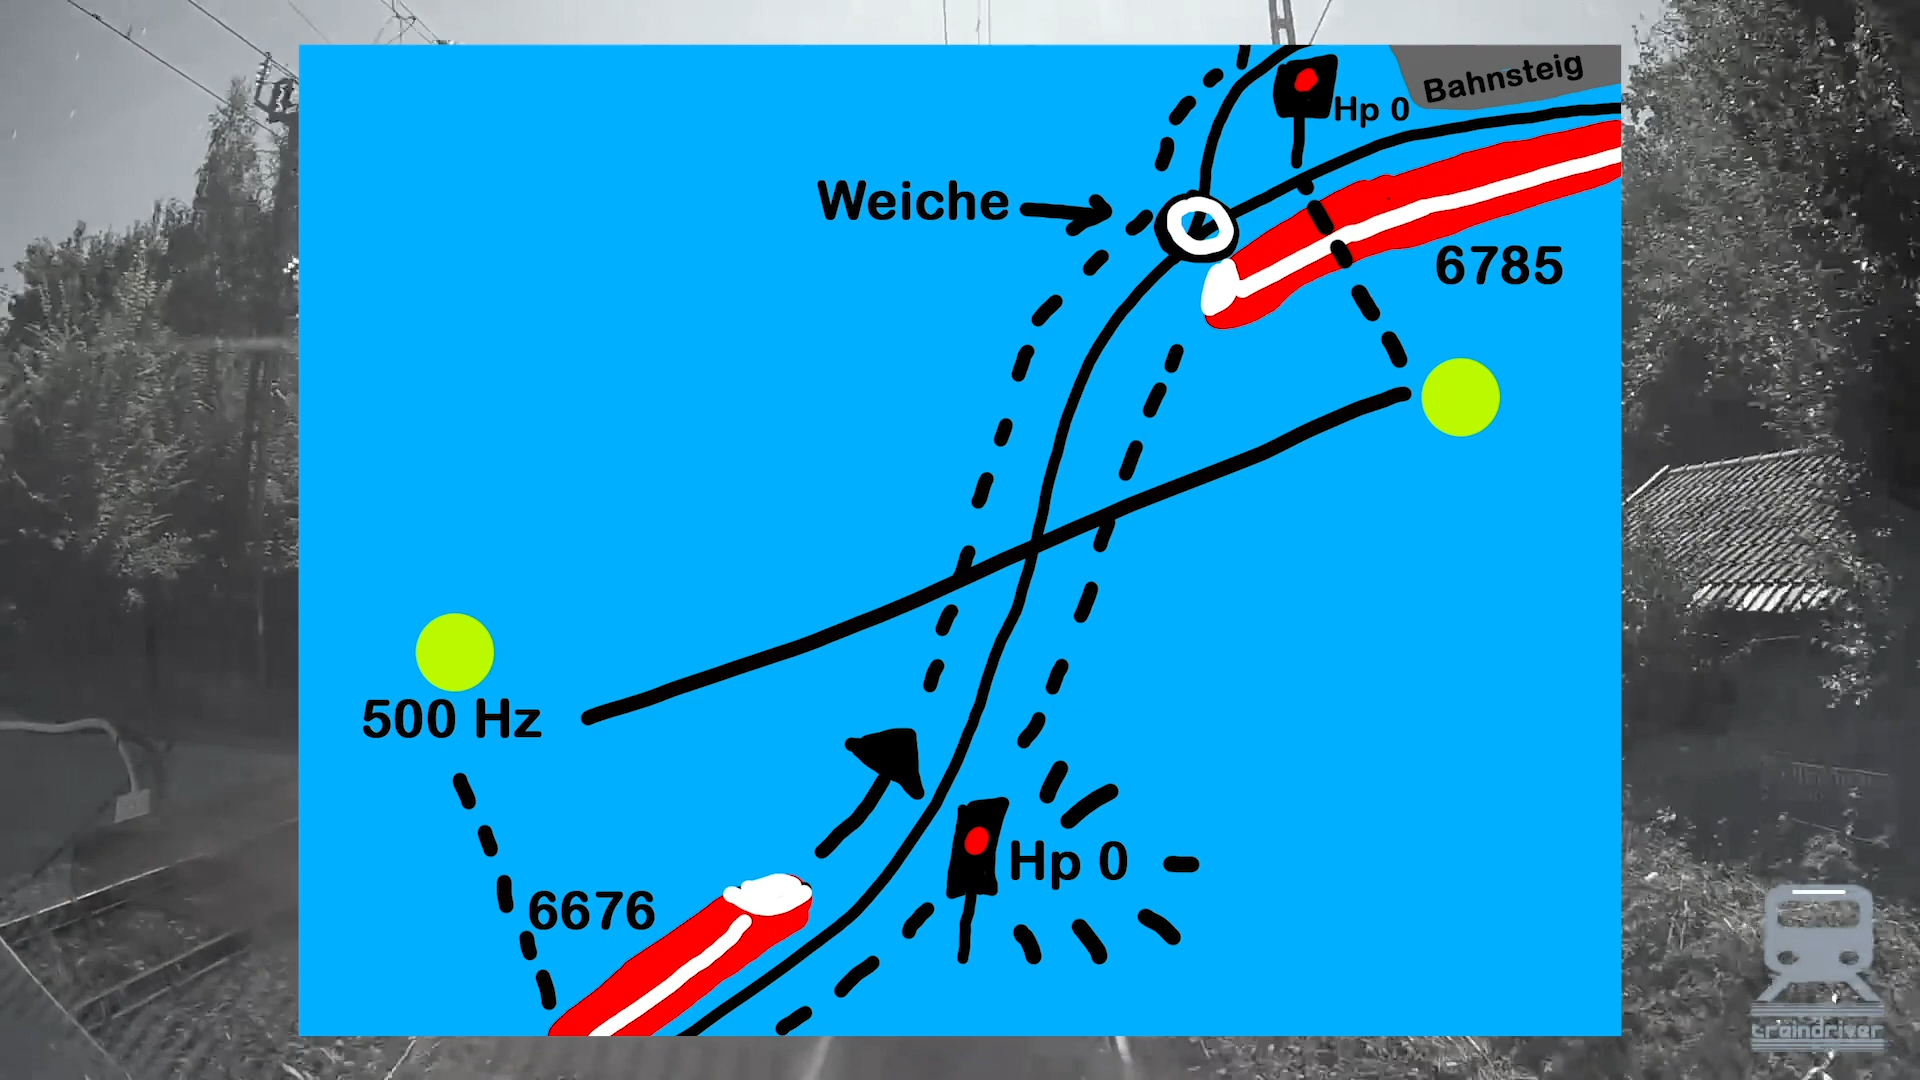 Bahnsteig
Hp 0
Weiche
6785
500 Hz
Hp 0
6676
traindriver